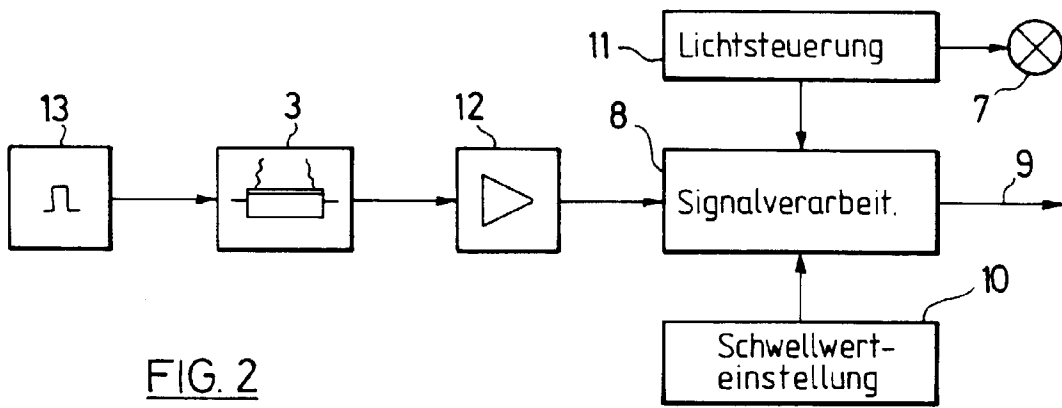 11
Lichtsteuerung
7
13
3
12
8
Signalverarbeit.
9
10
Schwellwert-
einstellung
FIG. 2